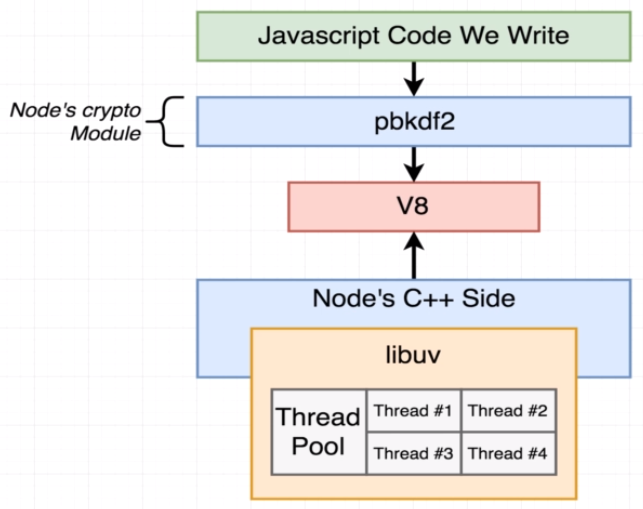 Javascript Code We Write
Node's crypto
Module
pbkdf2
V8
Node's C++ Side
libuv
Thread
Pool
Thread #1
Thread #2
Thread #3
Thread #4